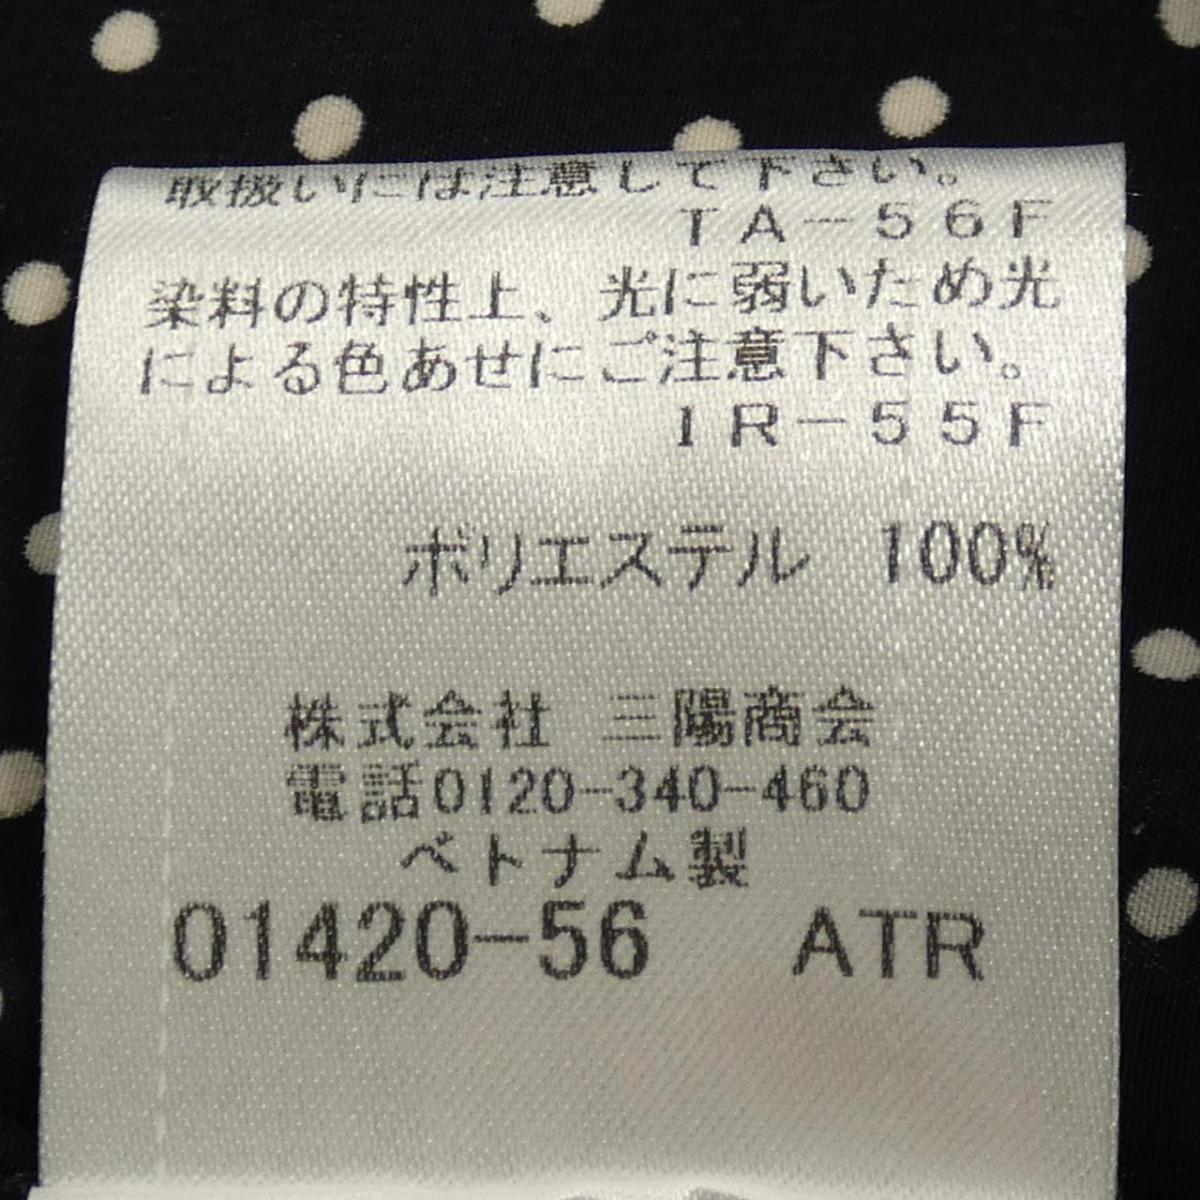 取扱いには注意して下さい。
TA-56F
染料の特性上、光に弱いため光
による色あせにご注意下さい。
IR-55F
ポリエステル 100%
株式会社 三陽商会
電話0120-340-460
ベトナム製
01420-56 ATR